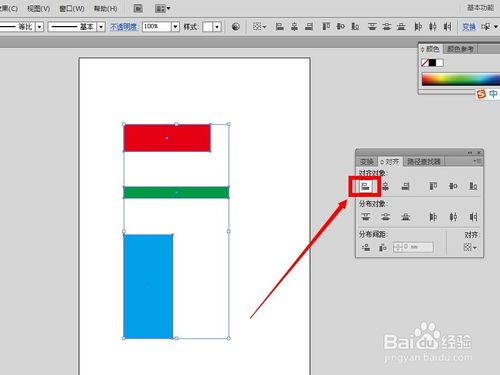 效果(C) 视图(V) 窗口(W) 帮助(H) 基本功能
等比 基本 不透明度 100% 样式: 变换
颜色 颜色参考
中
变换 对齐 路径查找器
对齐对象:
分布对象:
分布间距: 对齐:
0 mm
Baidu 经验
jingyan.baidu.com